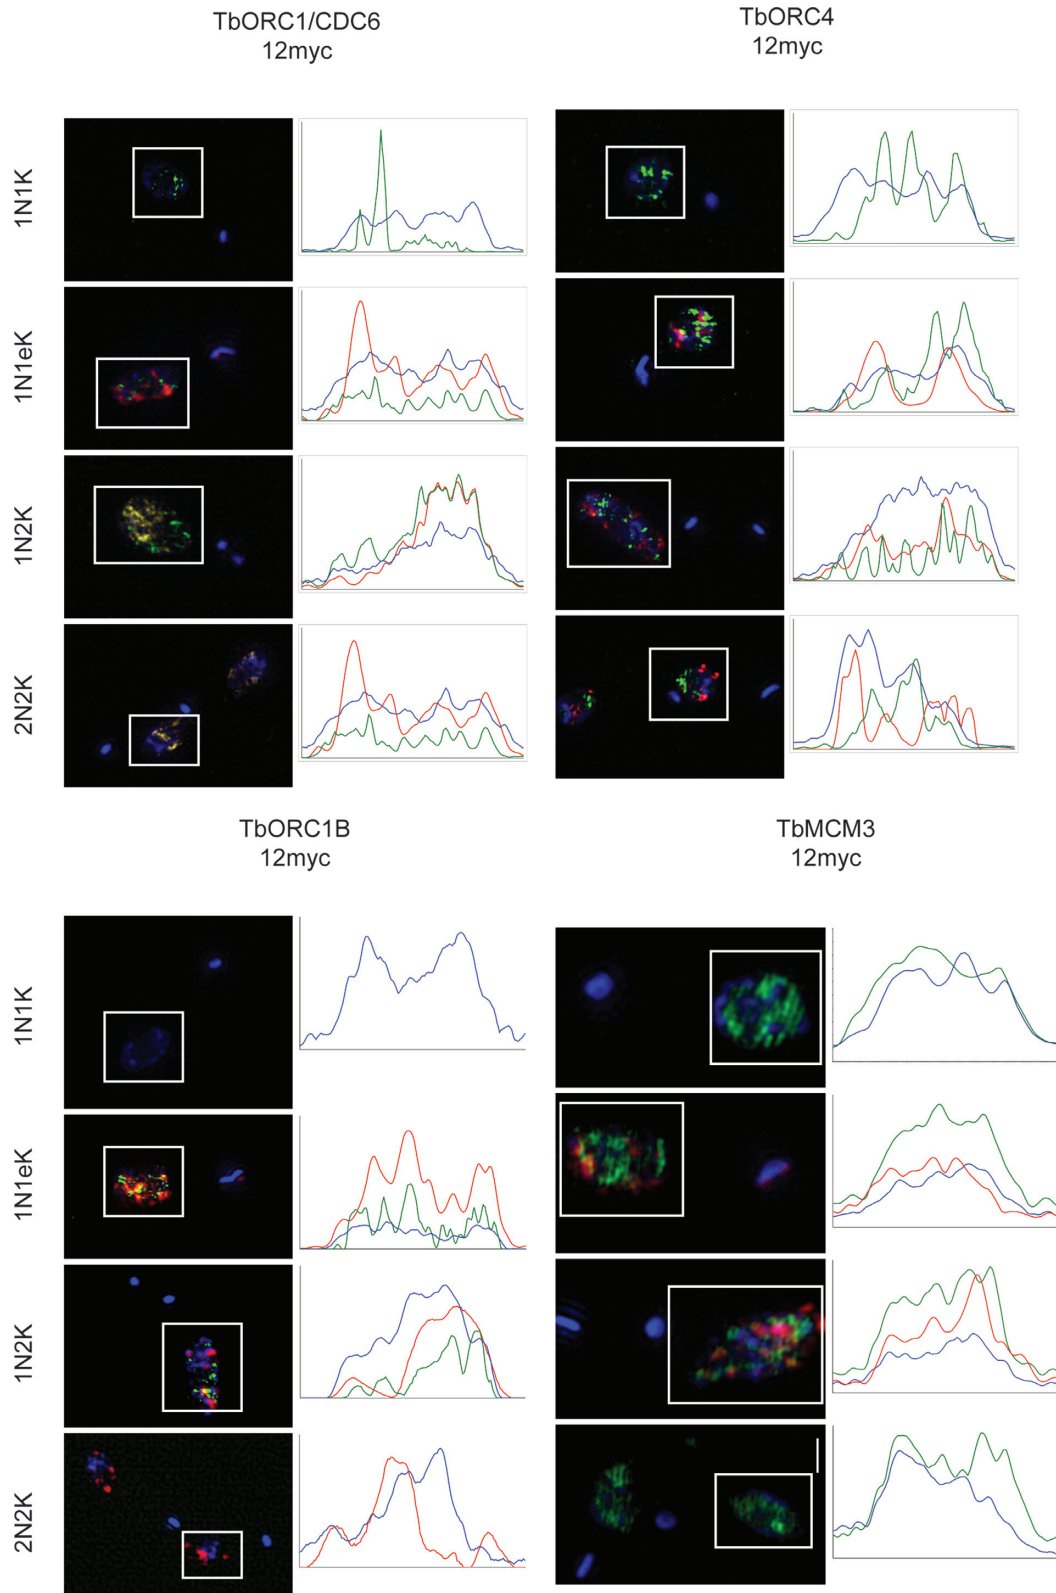 TbORC1/CDC6
12myc
TbORC4
12myc
1N1K
1N1eK
1N2K
2N2K
TbORC1B
12myc
TbMCM3
12myc
1N1K
1N1eK
1N2K
2N2K